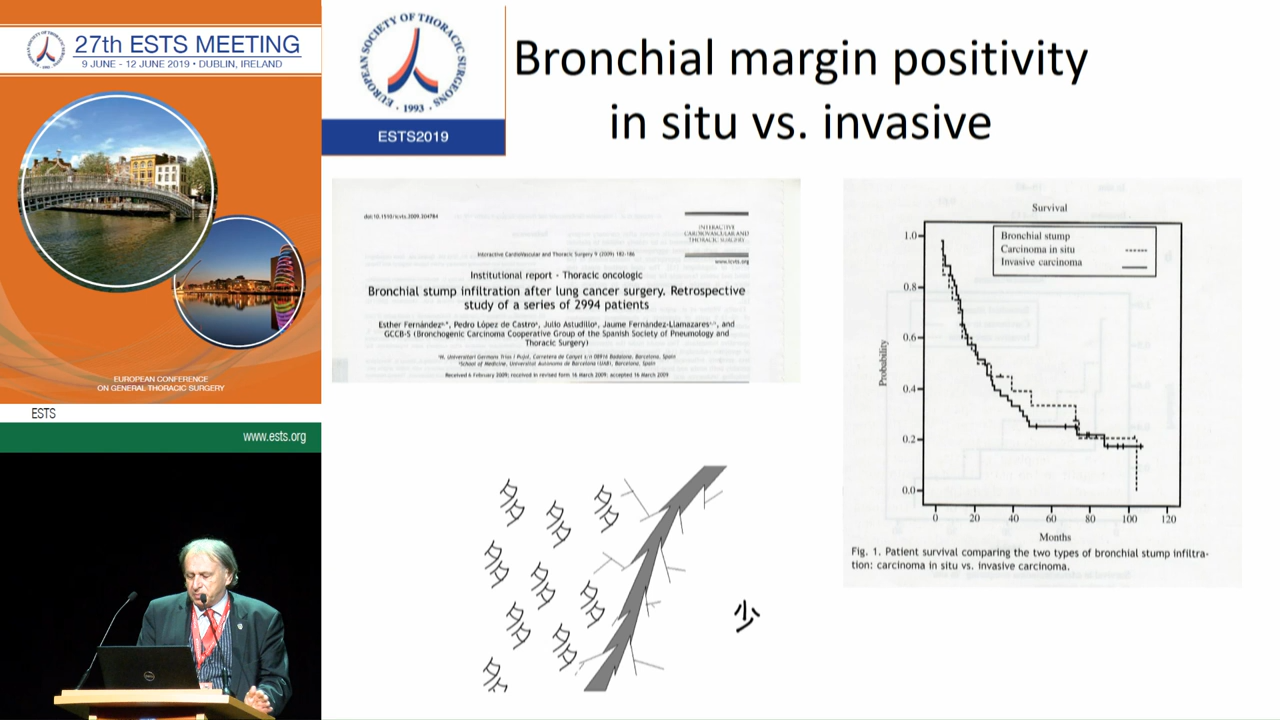 27th ESTS MEETING
9 JUNE - 12 JUNE 2019 • DUBLIN, IRELAND
EUROPEAN CONFERENCE
ON GENERAL THORACIC SURGERY
ESTS
www.ests.org
EUROPEAN SOCIETY OF THORACIC SURGEONS
· 1993 ·
ESTS2019
Bronchial margin positivity
in situ vs. invasive
doi:10.1510/icvts.2009.204784
INTERACTIVE
CARDIOVASCULAR AND
THORACIC SURGERY
www.icvts.org
Interactive CardioVascular and Thoracic Surgery 9 (2009) 182-186
Institutional report - Thoracic oncologic
Bronchial stump infiltration after lung cancer surgery. Retrospective
study of a series of 2994 patients
Esther Fernández, Pedro López de Castro, Julio Astudillo, Jaume Fernández-Llamazares, and
GCCB-S (Bronchogenic Carcinoma Cooperative Group of the Spanish Society of Pneumology and
Thoracic Surgery)
H. Universitari Germans Trias i Pujol, Carretera de Canyet s/n 08916 Badalona, Barcelona, Spain
School of Medicine, Universitat Autònoma de Barcelona (UAB), Barcelona, Spain
Received 6 February 2009; received in revised form 16 March 2009; accepted 16 March 2009
Survival
Bronchial stump
Carcinoma in situ
Invasive carcinoma
1.0
0.8
0.6
0.4
0.2
0.0
Probability
0 20 40 60 80 100 120
Months
Fig. 1. Patient survival comparing the two types of bronchial stump infiltra-
tion: carcinoma in situ vs. invasive carcinoma.
DELL